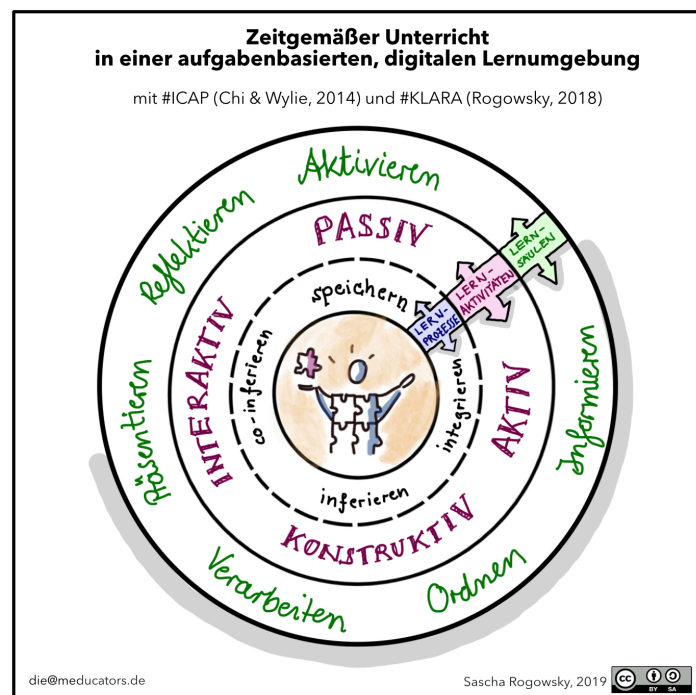 Zeitgemäßer Unterricht
in einer aufgabenbasierten, digitalen Lernumgebung
mit #ICAP (Chi & Wylie, 2014) und #KLARA (Rogowsky, 2018)
Aktivieren
Informieren
Ordnen
Verarbeiten
Präsentieren
Reflektieren
PASSIV
AKTIV
KONSTRUKTIV
INTERAKTIV
speichern
integrieren
inferieren
co-inferieren
LERN-
PROZESSE
LERN-
AKTIVITÄTEN
LERN-
SÄULEN
die@meducators.de
Sascha Rogowsky, 2019
cc
BY SA